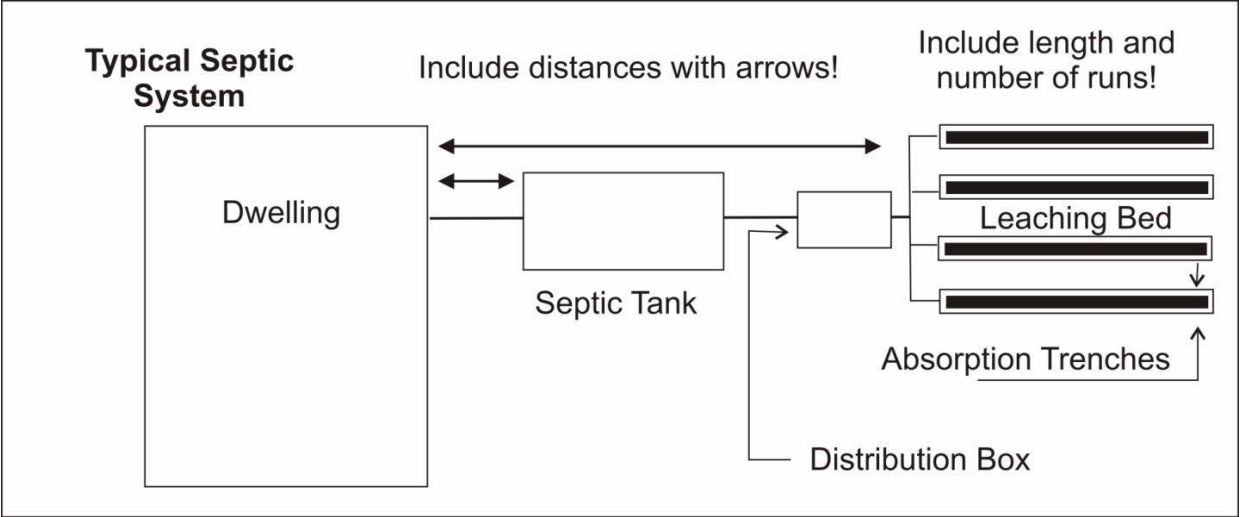 Typical Septic
System
Include distances with arrows!
Include length and
number of runs!
Dwelling
Septic Tank
Leaching Bed
Absorption Trenches
Distribution Box